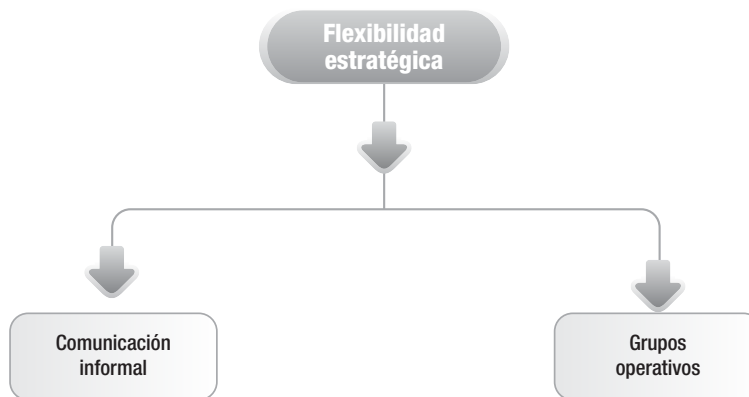 Flexibilidad
estratégica
Comunicación
informal
Grupos
operativos